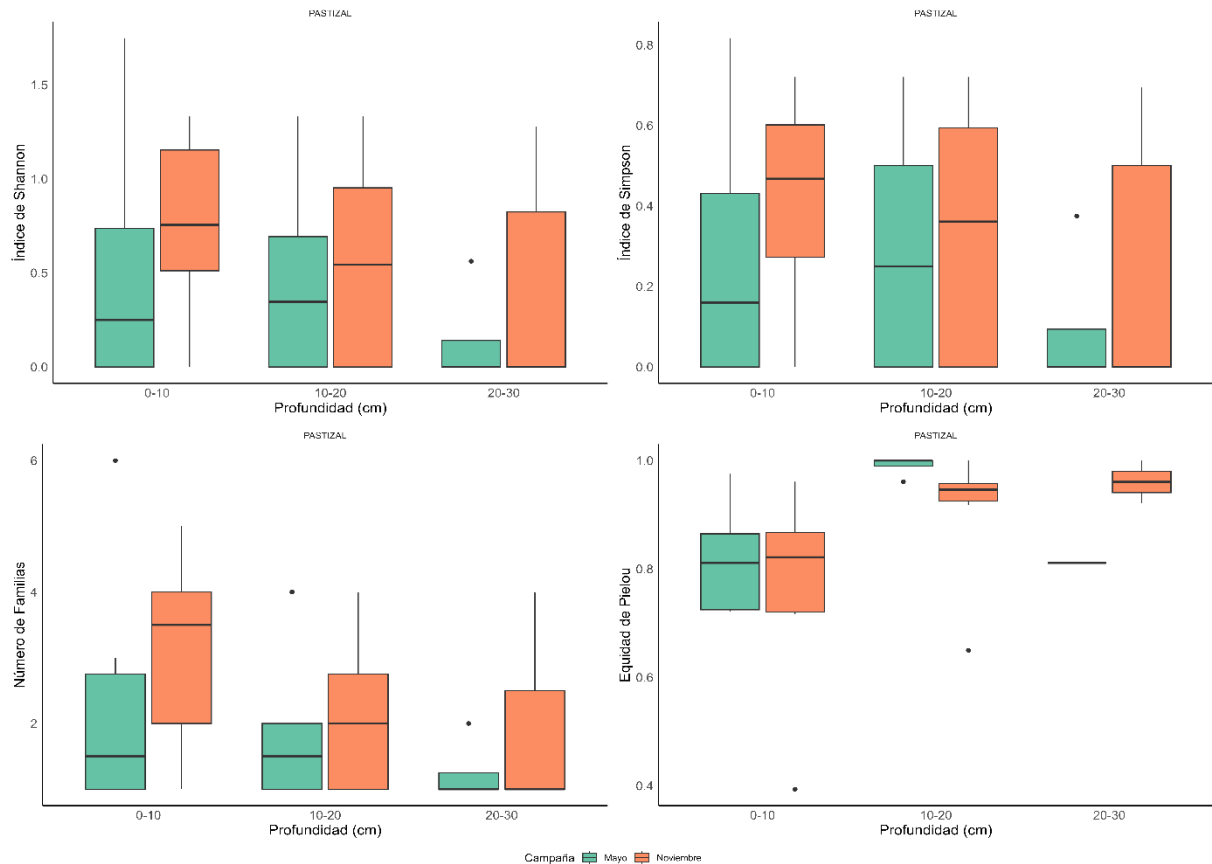 PASTIZAL
Índice de Shannon
1.5
1.0
0.5
0.0
0-10 10-20 20-30
Profundidad (cm)
PASTIZAL
Índice de Simpson
0.8
0.6
0.4
0.2
0.0
0-10 10-20 20-30
Profundidad (cm)
PASTIZAL
Número de Familias
6
4
2
0-10 10-20 20-30
Profundidad (cm)
PASTIZAL
Equidad de Pielou
1.0
0.8
0.6
0.4
0-10 10-20 20-30
Profundidad (cm)
Campaña Mayo Noviembre